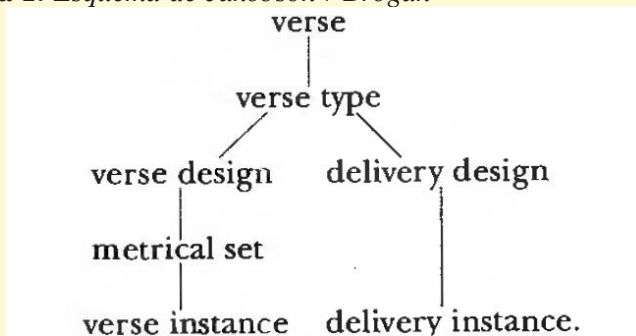 verse
verse type
verse design delivery design
metrical set
verse instance delivery instance.